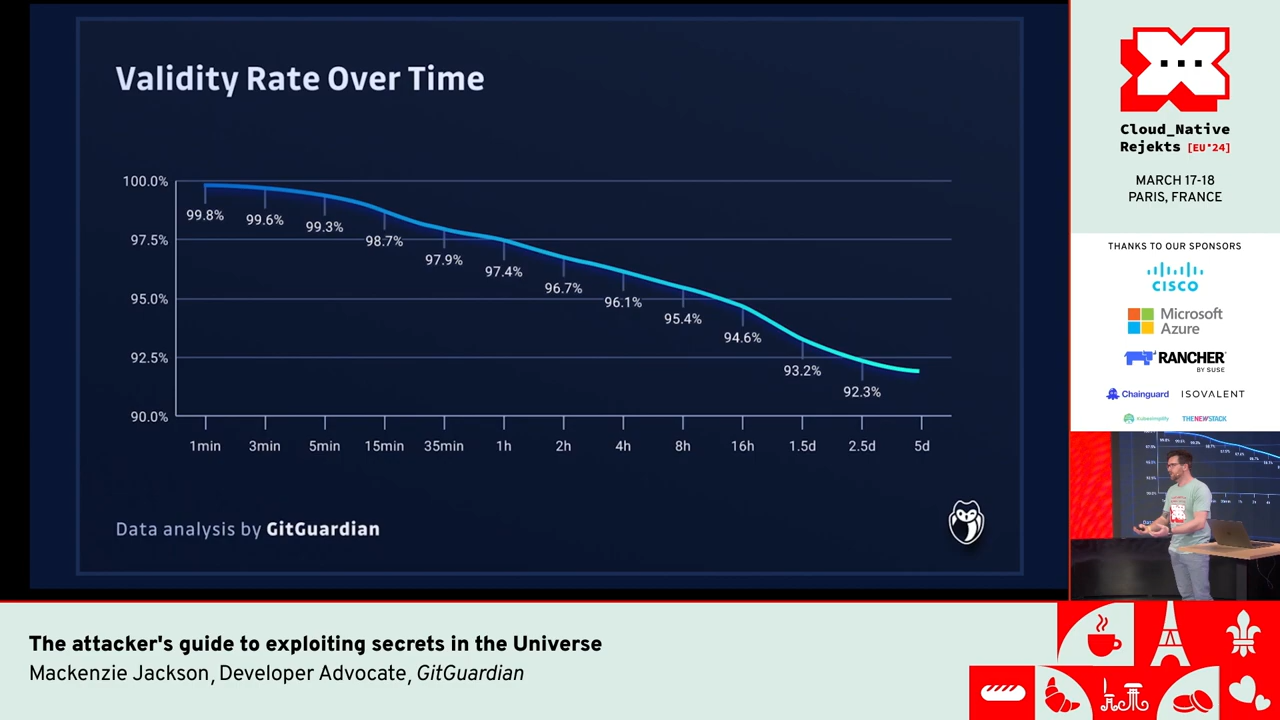 Validity Rate Over Time
100.0%
97.5%
95.0%
92.5%
90.0%
99.8%
99.6%
99.3%
98.7%
97.9%
97.4%
96.7%
96.1%
95.4%
94.6%
93.2%
92.3%
1min 3min 5min 15min 35min 1h 2h 4h 8h 16h 1.5d 2.5d 5d
Data analysis by GitGuardian
Cloud_Native
Rejekts [EU'24]
MARCH 17-18
PARIS, FRANCE
THANKS TO OUR SPONSORS
CISCO
Microsoft
Azure
RANCHER
BY SUSE
Chainguard ISOVALENT
kubesimplify THENEWSTACK
The attacker's guide to exploiting secrets in the Universe
Mackenzie Jackson, Developer Advocate, GitGuardian